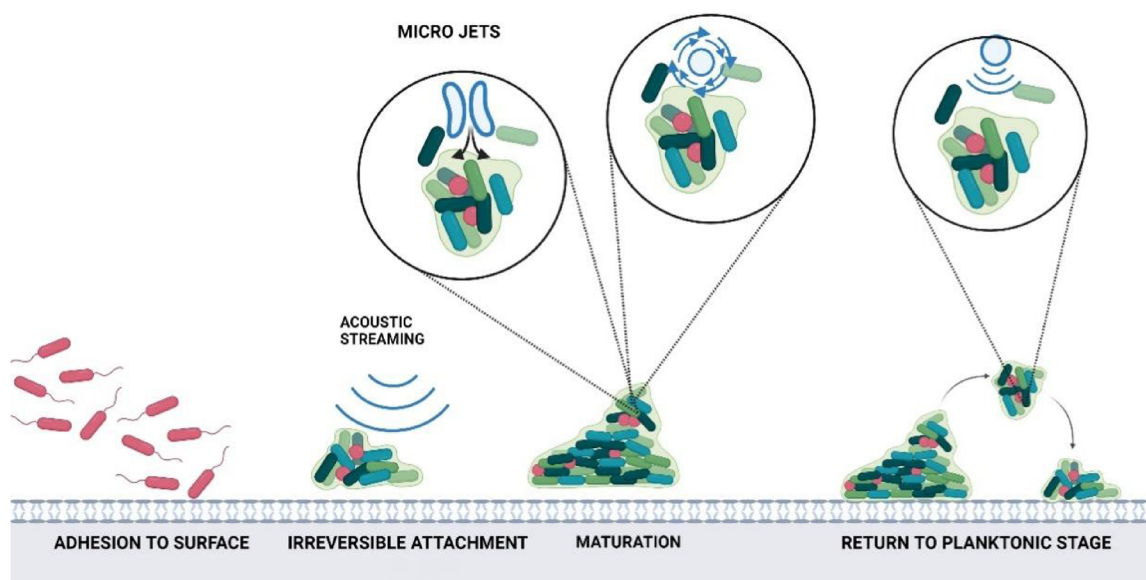 MICRO JETS
ACOUSTIC
STREAMING
ADHESION TO SURFACE
IRREVERSIBLE ATTACHMENT
MATURATION
RETURN TO PLANKTONIC STAGE